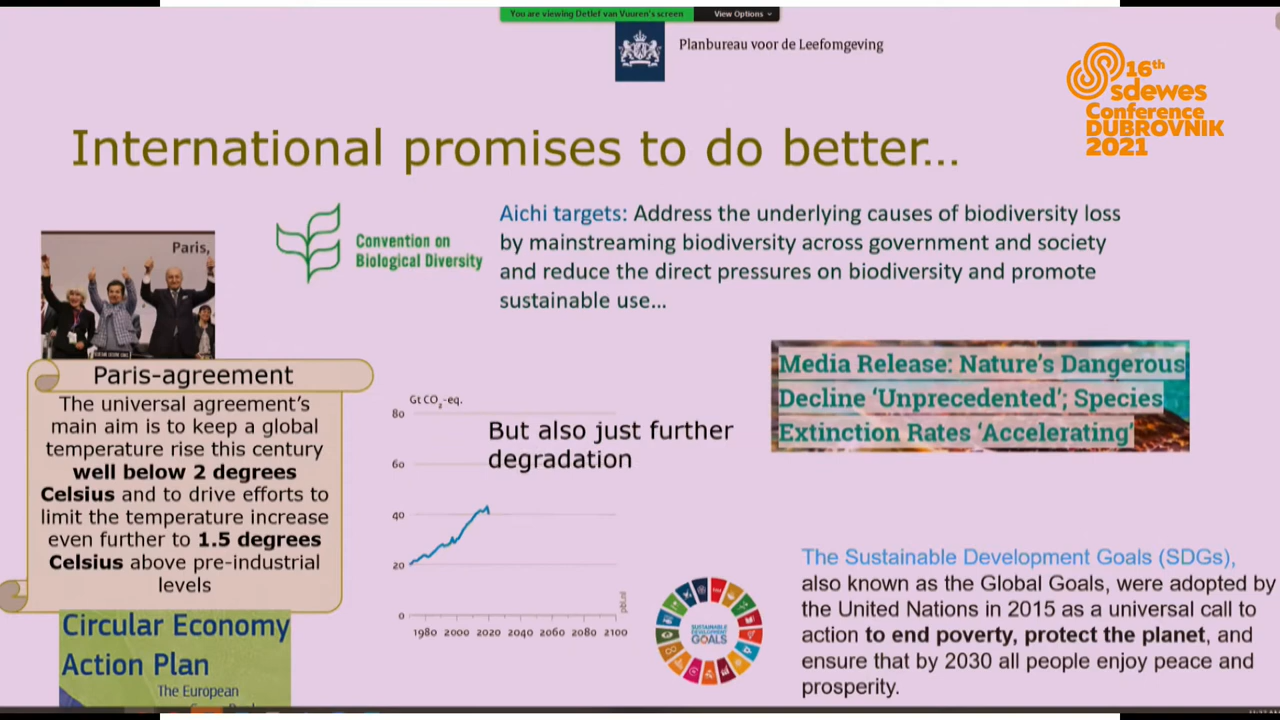 You are viewing Detlef van Vuuren's screen
View Options
Planbureau voor de Leefomgeving
16th
sdewes
Conference
DUBROVNIK
2021
International promises to do better...
Convention on
Biological Diversity
Aichi targets: Address the underlying causes of biodiversity loss
by mainstreaming biodiversity across government and society
and reduce the direct pressures on biodiversity and promote
sustainable use...
Paris,
Paris-agreement
The universal agreement's
main aim is to keep a global
temperature rise this century
well below 2 degrees
Celsius and to drive efforts to
limit the temperature increase
even further to 1.5 degrees
Celsius above pre-industrial
levels
Circular Economy
Action Plan
The European
Gt CO2-eq.
80
60
40
20
0
1980 2000 2020 2040 2060 2080 2100
pbl.nl
But also just further
degradation
Media Release: Nature's Dangerous
Decline 'Unprecedented'; Species
Extinction Rates 'Accelerating'
SUSTAINABLE
DEVELOPMENT
GOALS
The Sustainable Development Goals (SDGs),
also known as the Global Goals, were adopted by
the United Nations in 2015 as a universal call to
action to end poverty, protect the planet, and
ensure that by 2030 all people enjoy peace and
prosperity.